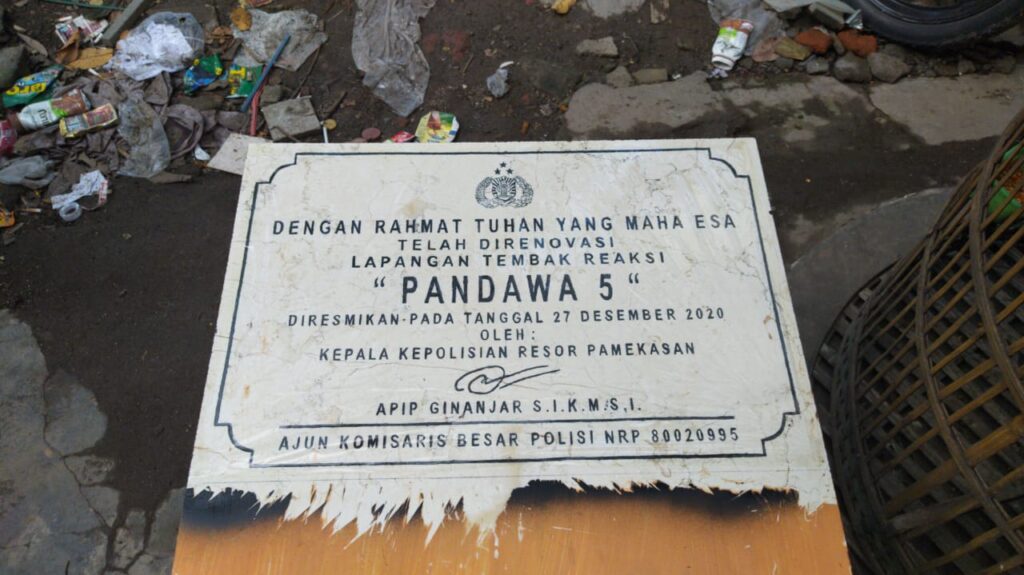 DENGAN RAHMAT TUHAN YANG MAHA ESA
TELAH DIRENOVASI
LAPANGAN TEMBAK REAKSI
“ PANDAWA 5 “
DIRESMIKAN PADA TANGGAL 27 DESEMBER 2020
OLEH :
KEPALA KEPOLISIAN RESOR PAMEKASAN
APIP GINANJAR S.I.K.M.S,I.
AJUN KOMISARIS BESAR POLISI NRP 80020995